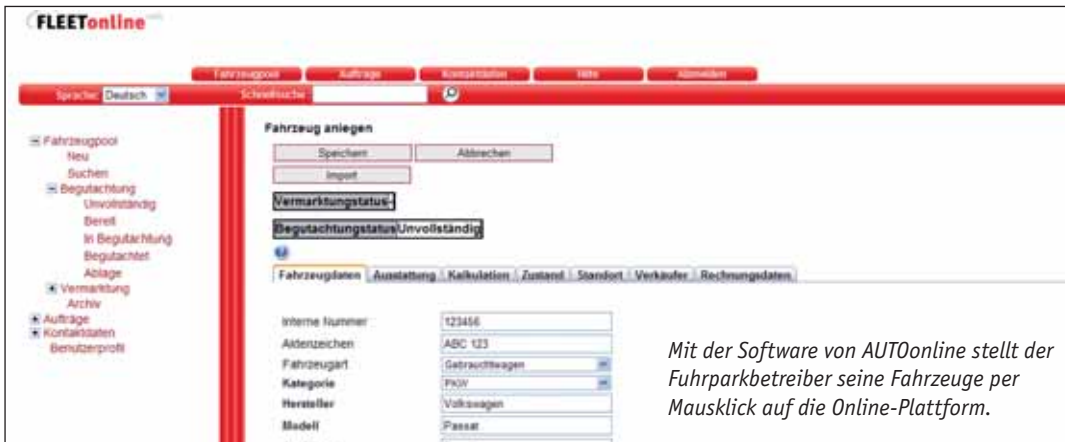 FLEETonline
Fahrzeugpool Aufträge Kontaktdaten Hilfe Abmelden
Sprache: Deutsch Schnellsuche:
Fahrzeugpool
Neu
Suchen
Begutachtung
Unvollständig
Bereit
In Begutachtung
Begutachtet
Ablage
Vermarktung
Archiv
Aufträge
Kontaktdaten
Benutzerprofil
Fahrzeug anlegen
Speichern Abbrechen
Import
Vermarktungstatus-
Begutachtungstatus Unvollständig
Fahrzeugdaten Ausstattung Kalkulation Zustand Standort Verkäufer Rechnungsdaten
Interne Nummer 123456
Aktenzeichen ABC 123
Fahrzeugart Gebrauchtwagen
Kategorie PKW
Hersteller Volkswagen
Modell Passat
Mit der Software von AUTOonline stellt der
Fuhrparkbetreiber seine Fahrzeuge per
Mausklick auf die Online-Plattform.